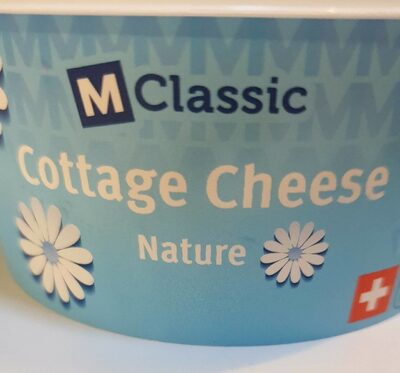 M Classic
Cottage Cheese
Nature